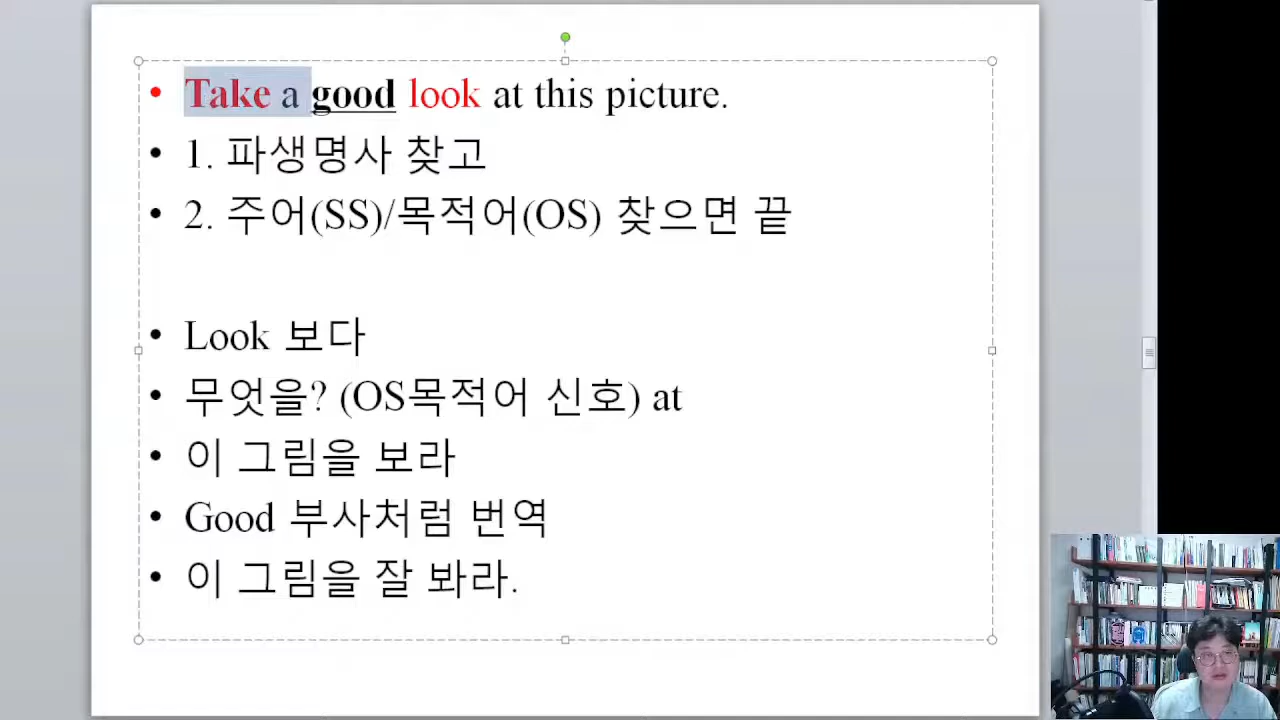 Take a good look at this picture.
1. 파생명사 찾고
2. 주어(SS)/목적어(OS) 찾으면 끝
Look 보다
무엇을? (OS목적어 신호) at
이 그림을 보라
Good 부사처럼 번역
이 그림을 잘 봐라.